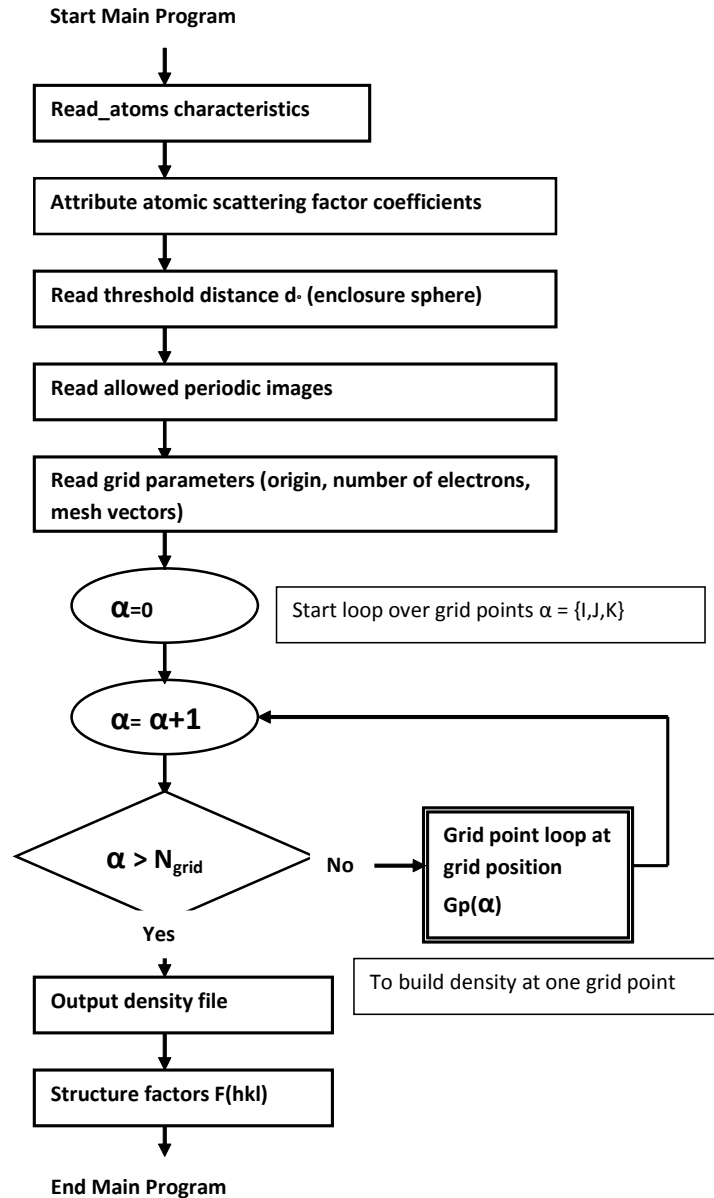 Start Main Program
Read_atoms characteristics
Attribute atomic scattering factor coefficients
Read threshold distance d° (enclosure sphere)
Read allowed periodic images
Read grid parameters (origin, number of electrons,
mesh vectors)
α=0
Start loop over grid points α = {I,J,K}
α= α+1
α > Ngrid
No
Grid point loop at
grid position
Gp(α)
Yes
To build density at one grid point
Output density file
Structure factors F(hkl)
End Main Program